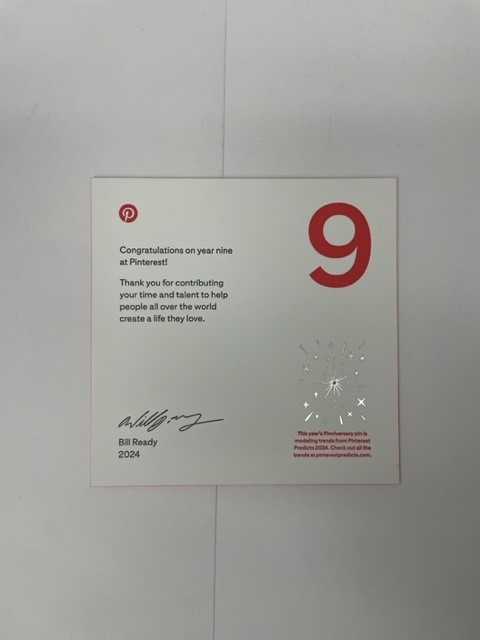 9
Congratulations on year nine
at Pinterest!
Thank you for contributing
your time and talent to help
people all over the world
create a life they love.
Bill Ready
2024
This year's Pinniversary pin is
modeling trends from Pinterest
Predicts 2024. Check out all the
trends at pinterestpredicts.com.